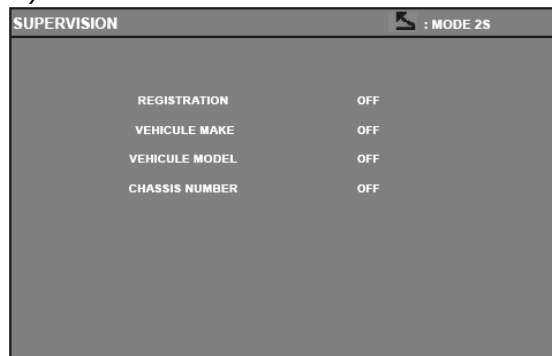 SUPERVISION : MODE 2S
REGISTRATION OFF
VEHICULE MAKE OFF
VEHICULE MODEL OFF
CHASSIS NUMBER OFF